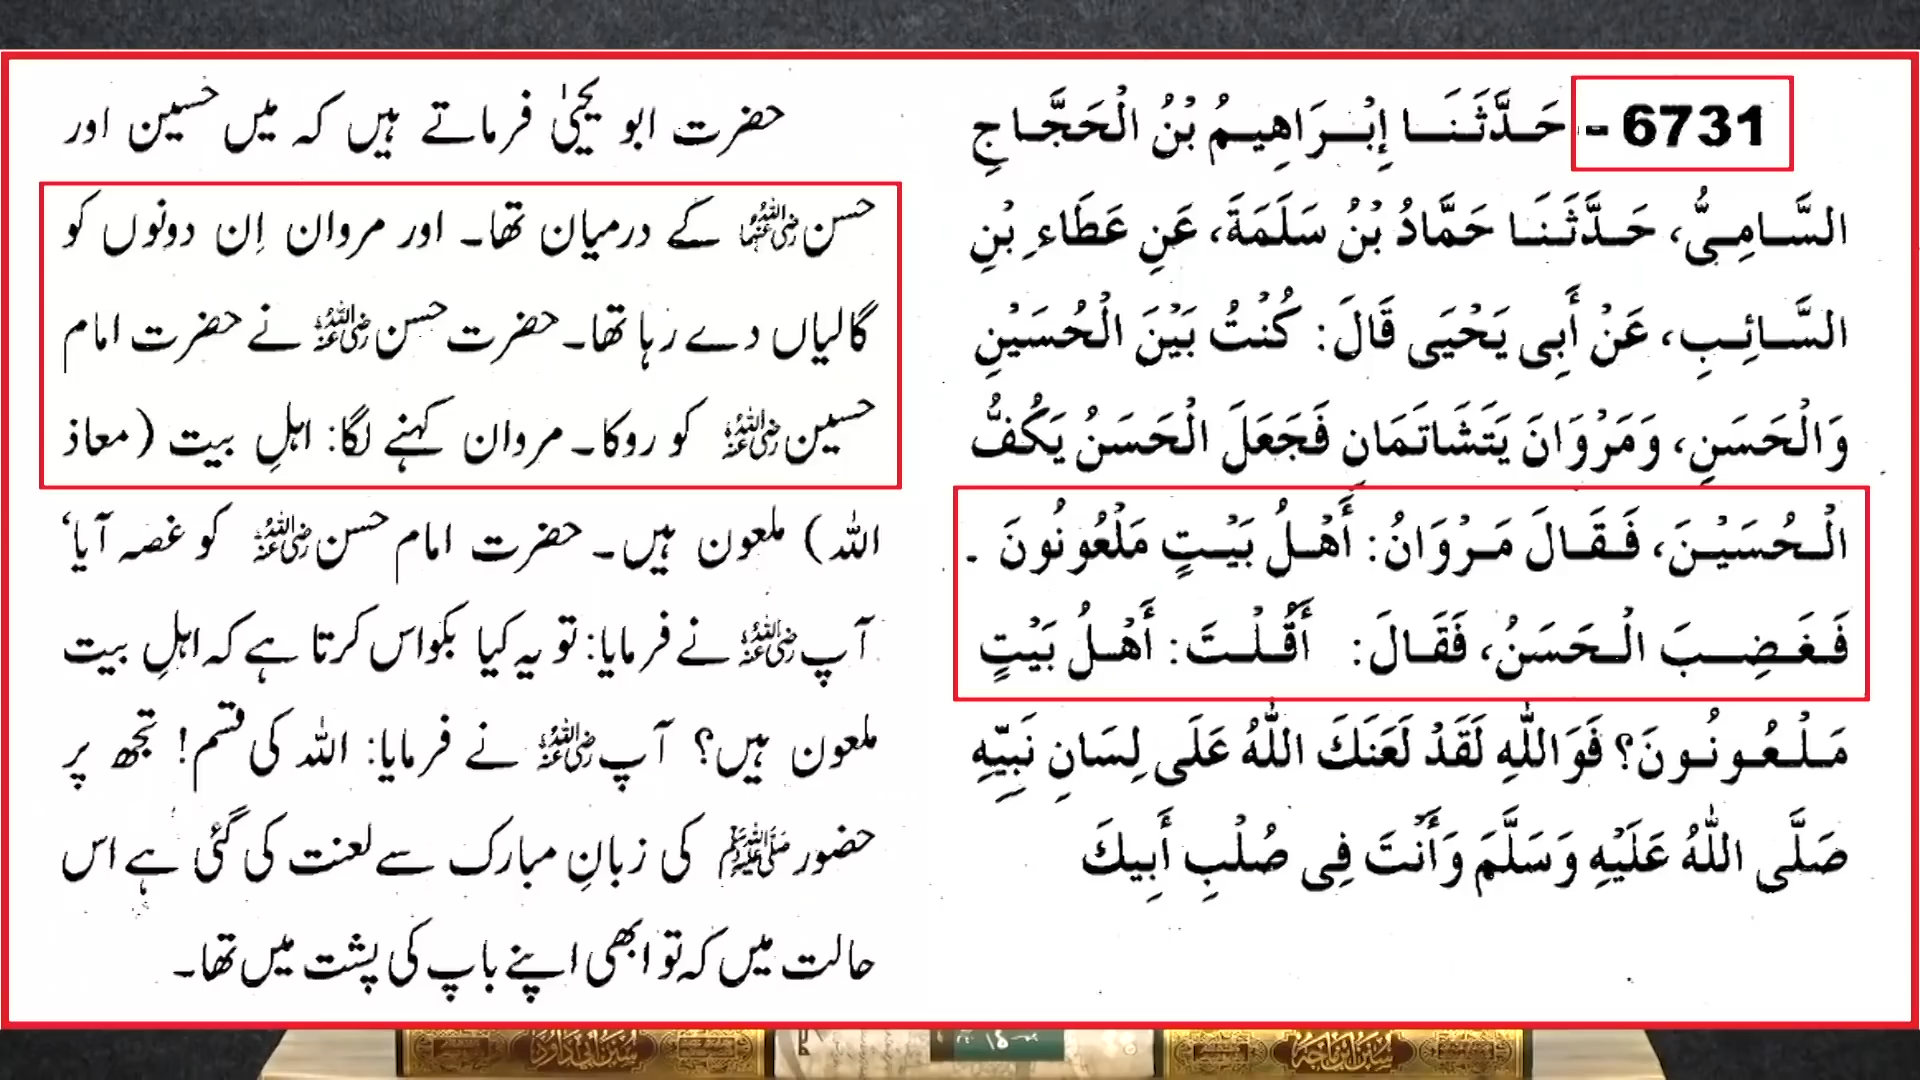 6731 - حَدَّثَنَا إِبْرَاهِيمُ بْنُ الْحَجَّاجِ
السَّامِيُّ، حَدَّثَنَا حَمَّادُ بْنُ سَلَمَةَ، عَنِ عَطَاءِ بْنِ
السَّائِبِ، عَنْ أَبِي يَحْيَى قَالَ: كُنْتُ بَيْنَ الْحُسَيْنِ
وَالْحَسَنِ، وَمَرْوَانَ يَتَشَاتَمَانِ فَجَعَلَ الْحَسَنُ يَكُفُّ
الْحُسَيْنَ، فَقَالَ مَرْوَانُ: أَهْلُ بَيْتٍ مَلْعُونُونَ .
فَغَضِبَ الْحَسَنُ، فَقَالَ: أَقُلْتَ: أَهْلُ بَيْتٍ
مَلْعُونُونَ؟ فَوَاللّٰهِ لَقَدْ لَعَنَكَ اللّٰهُ عَلَى لِسَانِ نَبِيِّهِ
صَلَّى اللّٰهُ عَلَيْهِ وَسَلَّمَ وَأَنْتَ فِي صُلْبِ أَبِيكَ
حضرت ابو یحییٰ فرماتے ہیں کہ میں حسین اور
حسن رضی اللہ عنہما کے درمیان تھا۔ اور مروان اِن دونوں کو
گالیاں دے رہا تھا۔ حضرت حسن رضی اللہ عنہ نے حضرت امام
حسین رضی اللہ عنہ کو روکا۔ مروان کہنے لگا: اہلِ بیت (معاذ
اللہ) ملعون ہیں۔ حضرت امام حسن رضی اللہ عنہ کو غصہ آیا،
آپ رضی اللہ عنہ نے فرمایا: تو یہ کیا بکواس کرتا ہے کہ اہلِ بیت
ملعون ہیں؟ آپ رضی اللہ عنہ نے فرمایا: اللہ کی قسم! تجھ پر
حضور صلی اللہ علیہ وسلم کی زبانِ مبارک سے لعنت کی گئی ہے اس
حالت میں کہ تو ابھی اپنے باپ کی پشت میں تھا۔
سنن ابی داود
سنن ابن ماجہ